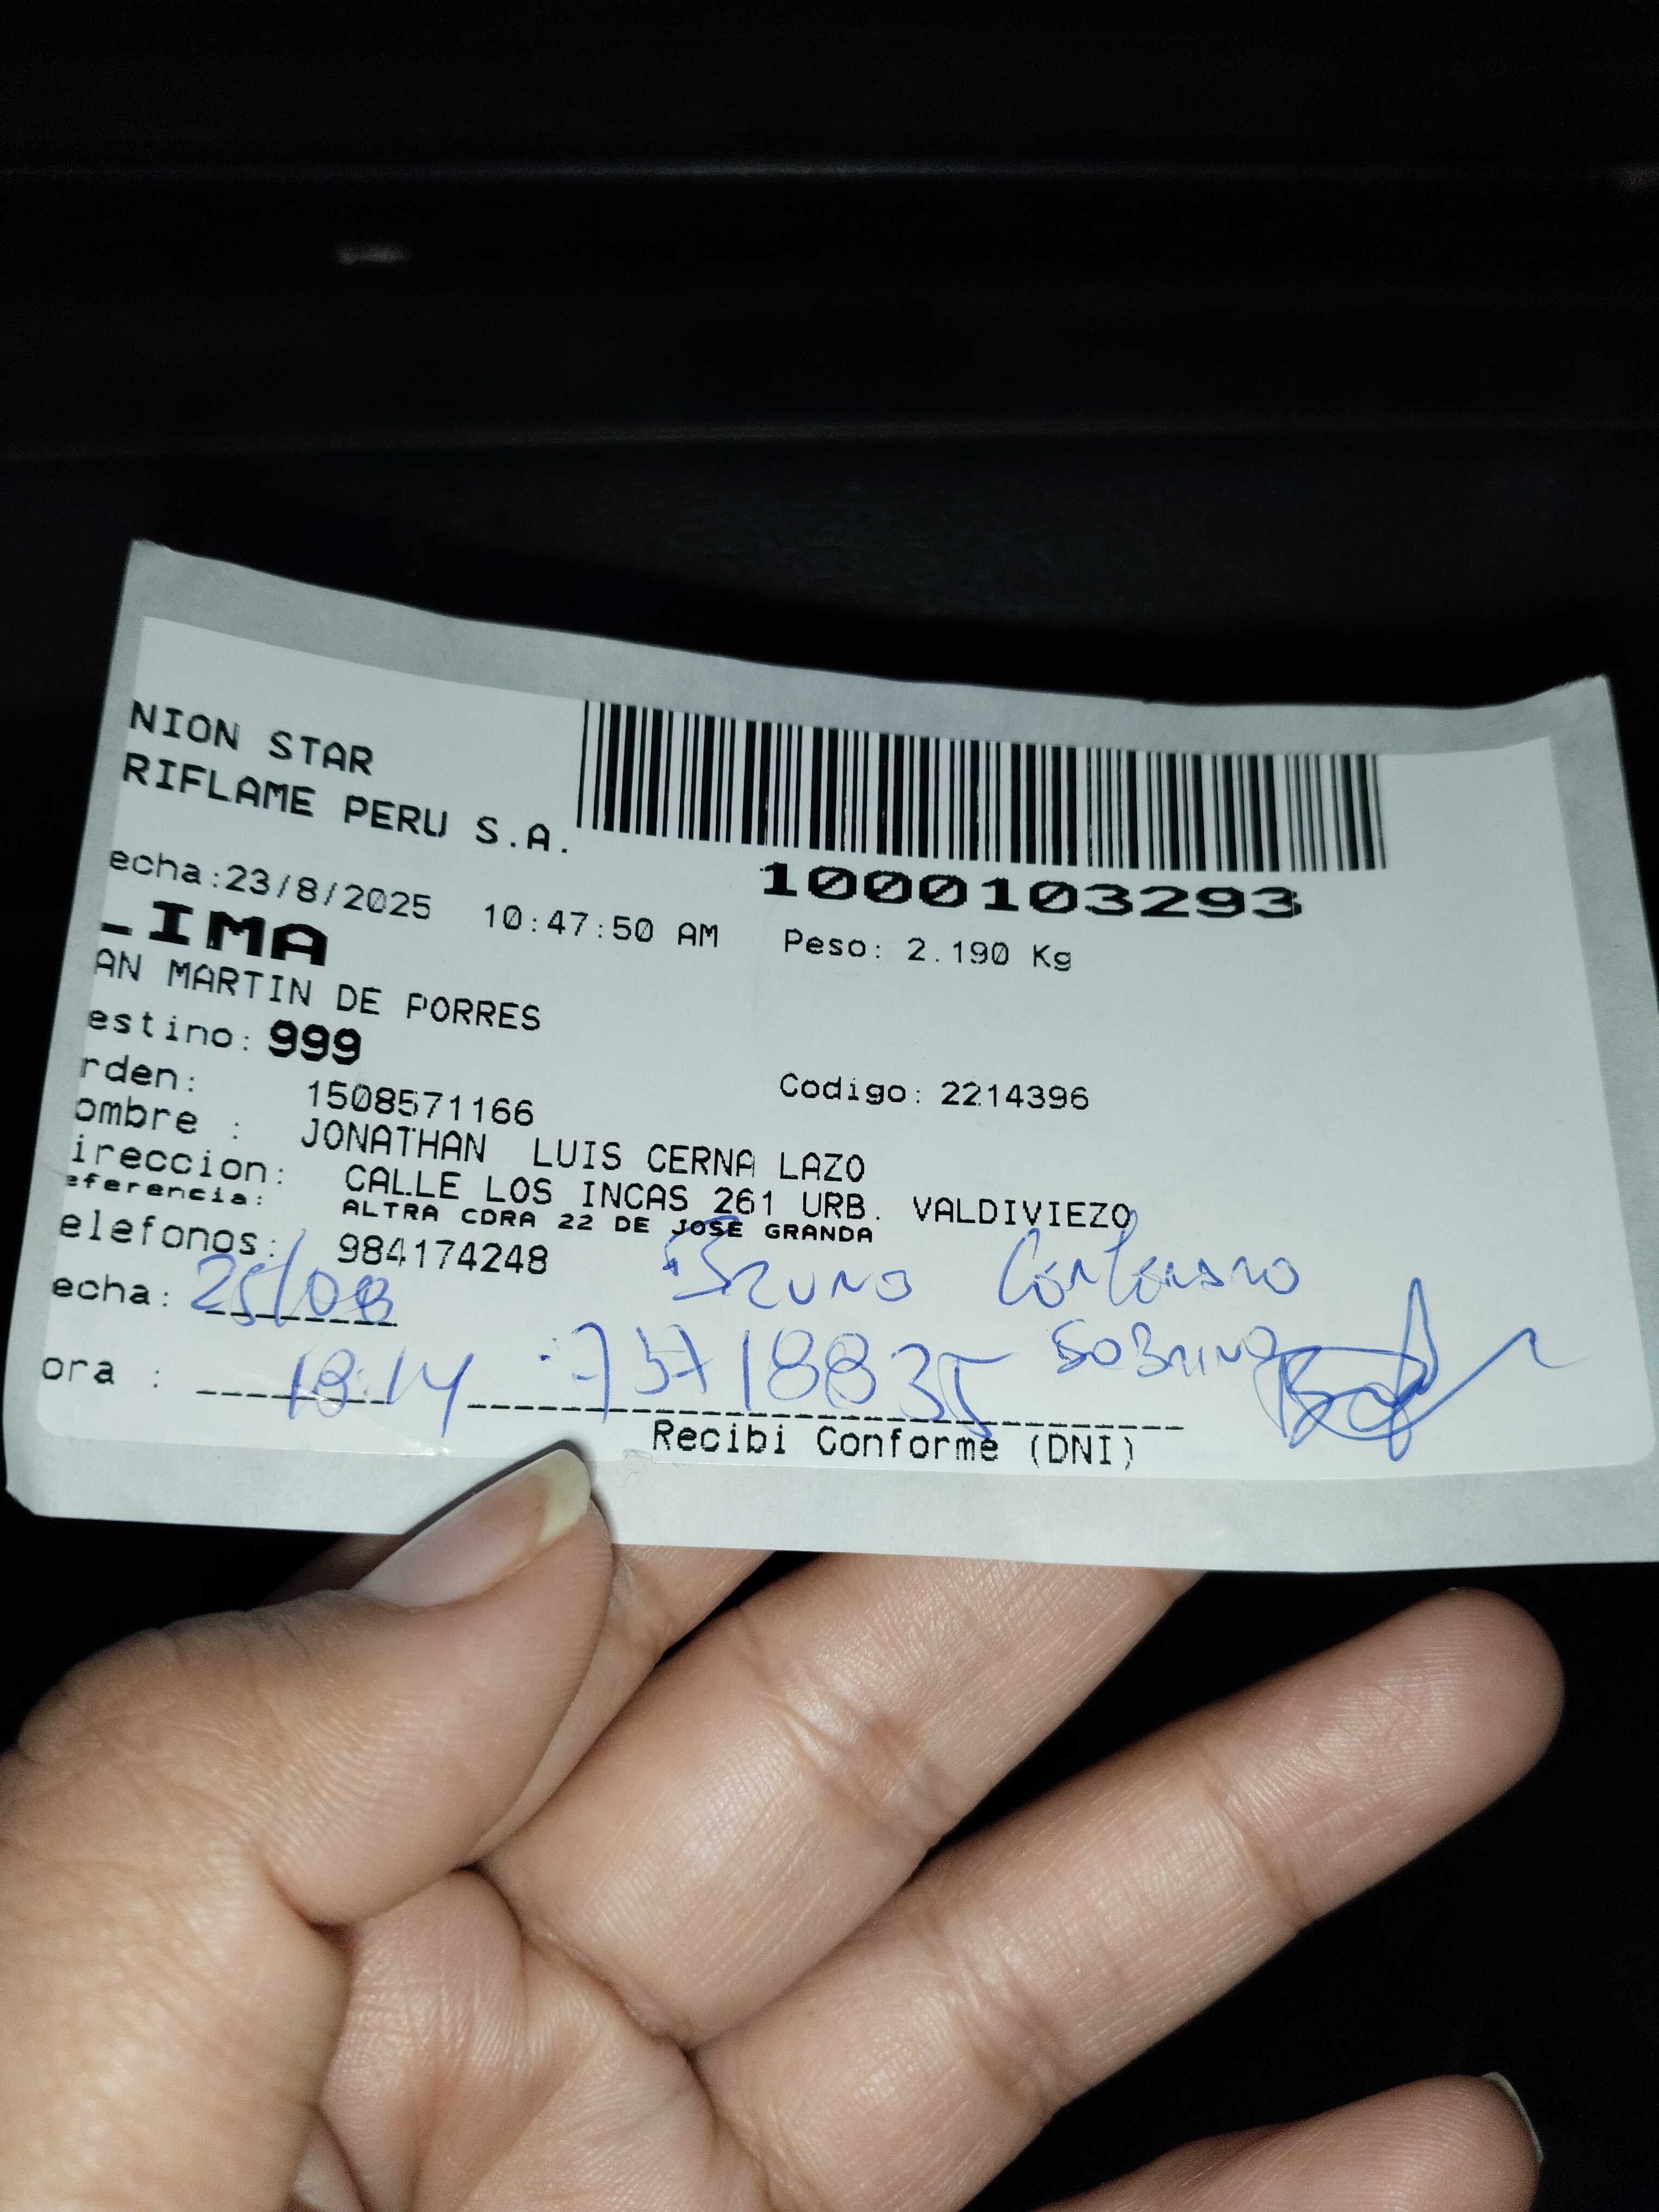 NION STAR
RIFLAME PERU S.A.
1000103293
echa:23/8/2025 10:47:50 AM
Peso: 2.190 Kg
LIMA
AN MARTIN DE PORRES
estino: 999
rden: 1508571166
Codigo: 2214396
ombre : JONATHAN LUIS CERNA LAZO
ireccion: CALLE LOS INCAS 261 URB. VALDIVIEZO
eferencia: ALTRA CDRA 22 DE JOSE GRANDA
elefonos: 984174248
Bruno
echa: 25/08
SOBRINO
ora : 18:14
Recibi Conforme (DNI)